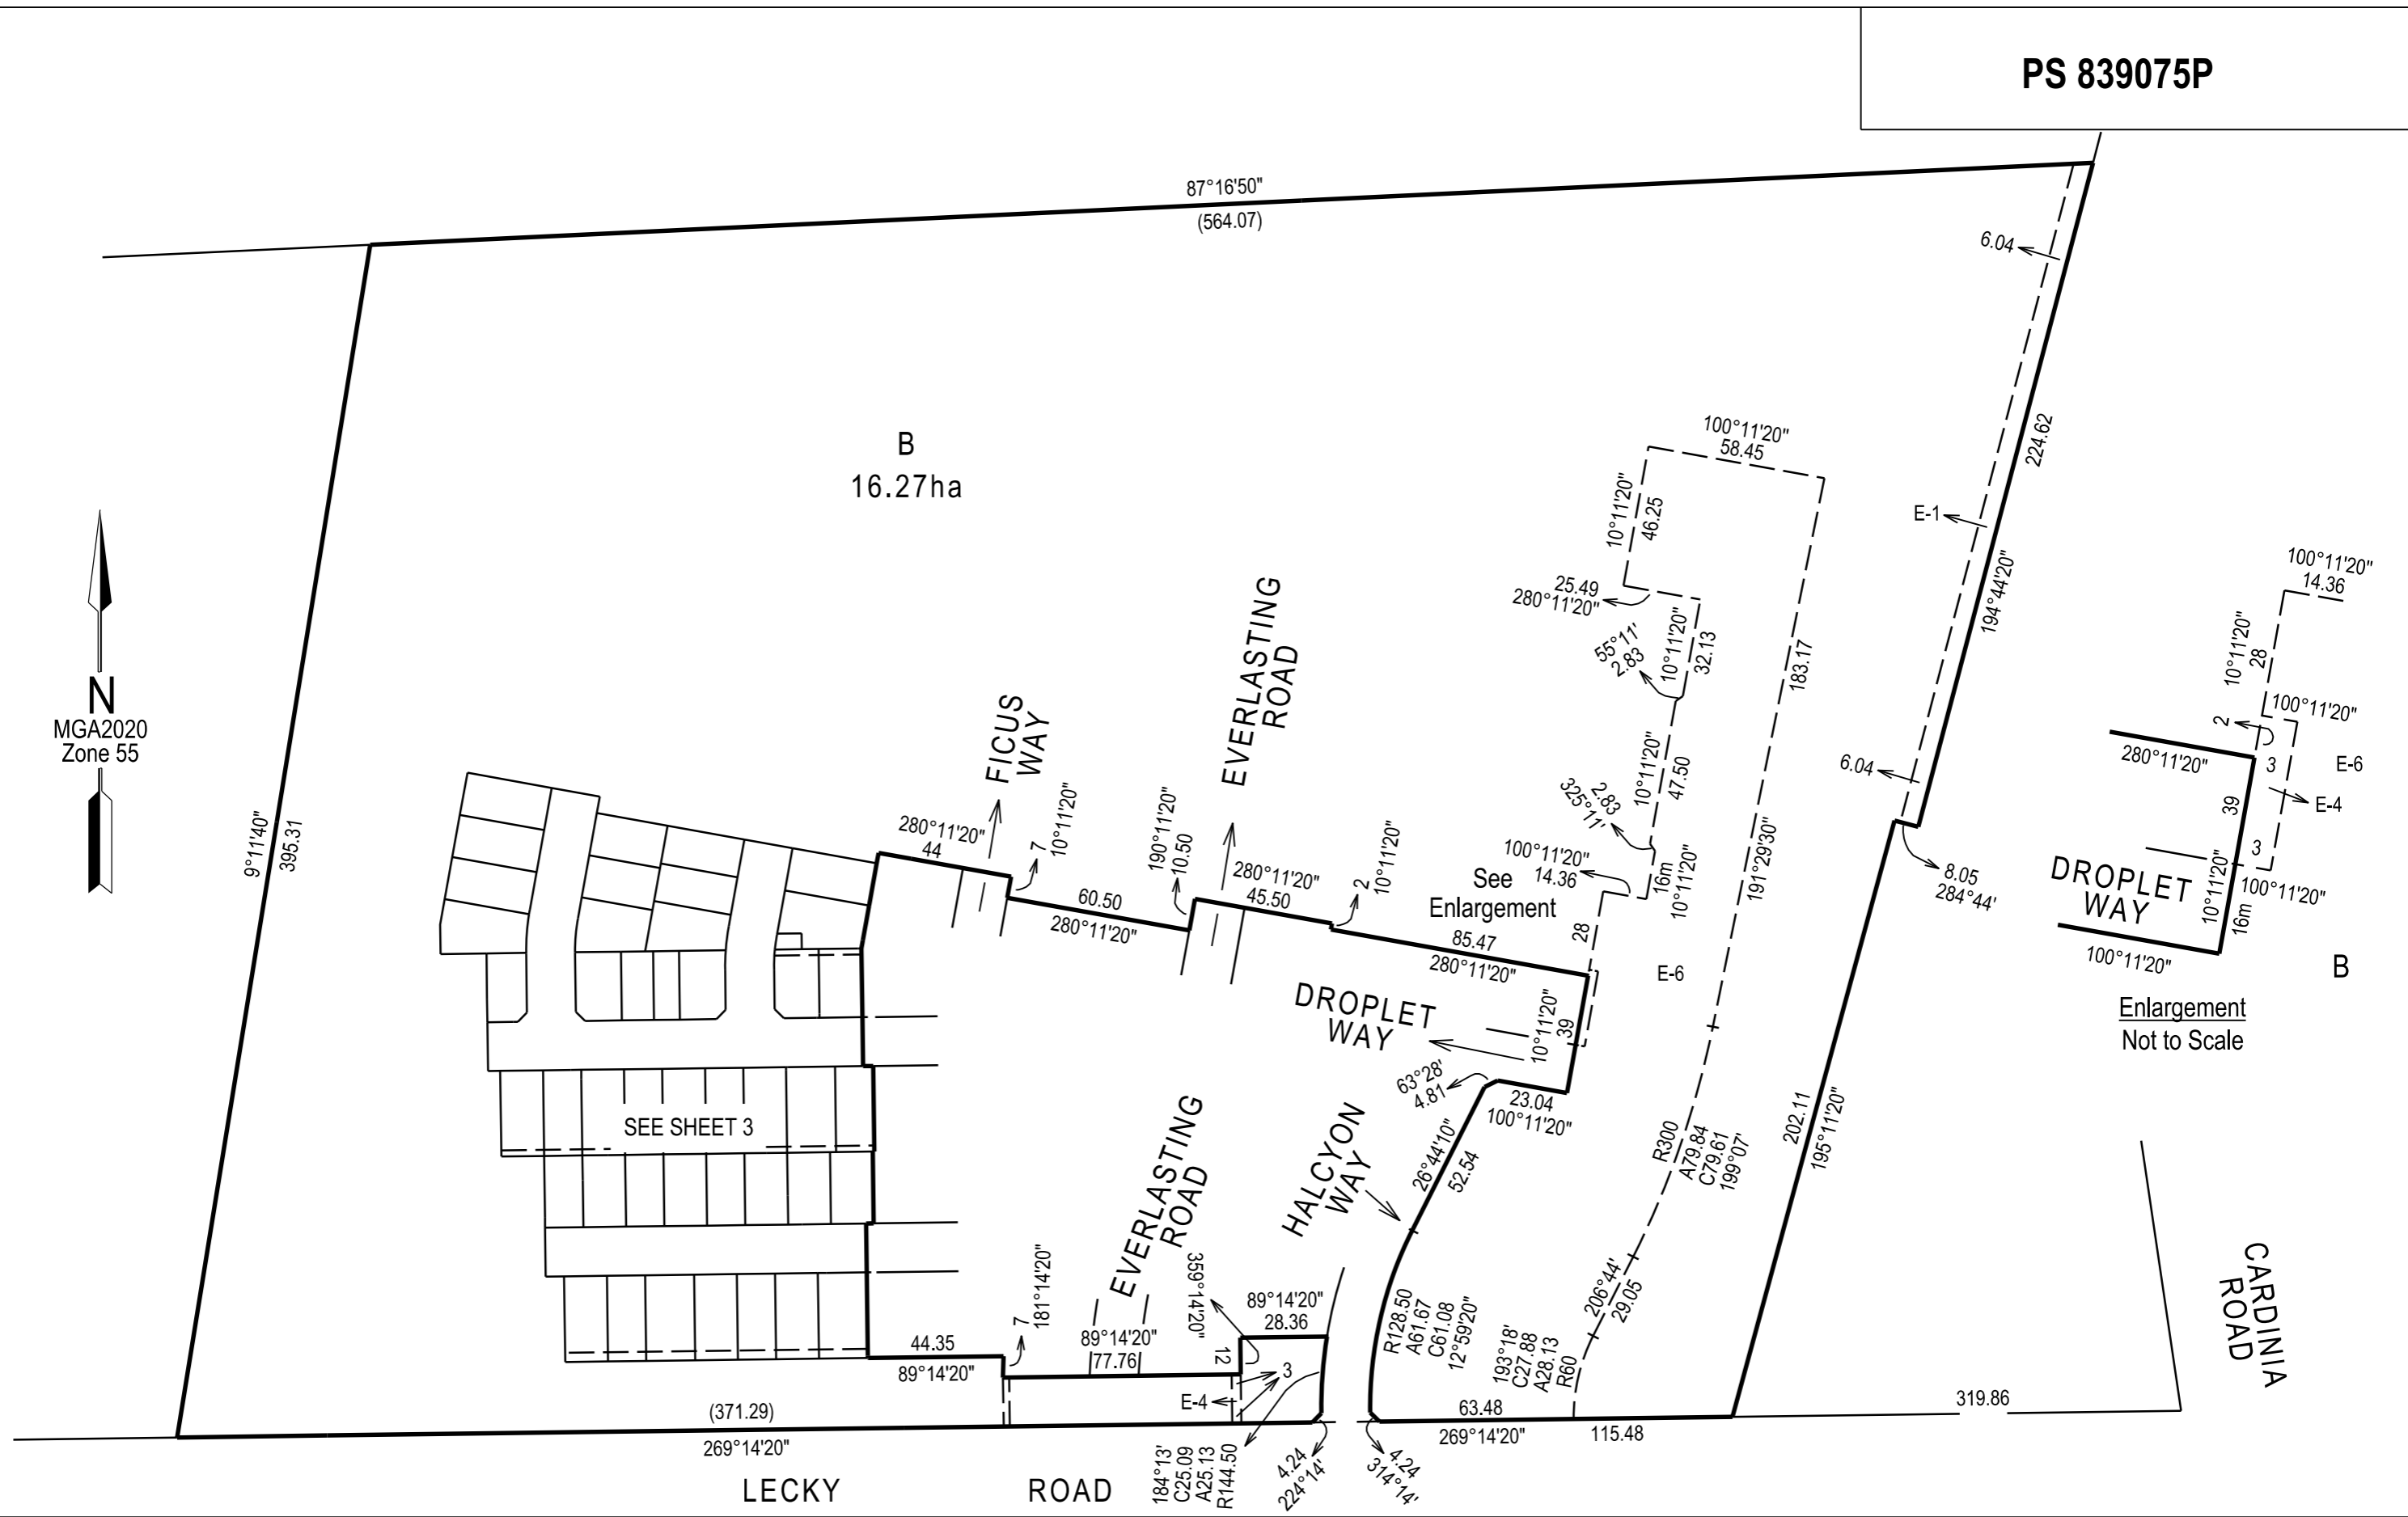 PS 839075P
87°16'50"
(564.07)
6.04
224.62
194°44'20"
E-1
B
16.27ha
N
MGA2020
Zone 55
9°11'40"
395.31
100°11'20"
58.45
10°11'20"
46.25
25.49
280°11'20"
55°11'
2.83
10°11'20"
32.13
183.17
191°29'30"
10°11'20"
47.50
2.83
325°11'
100°11'20"
14.36
16m
10°11'20"
See
Enlargement
28
E-6
6.04
8.05
284°44'
FICUS
WAY
EVERLASTING
ROAD
280°11'20"
44
7
10°11'20"
60.50
280°11'20"
190°11'20"
10.50
280°11'20"
45.50
2
10°11'20"
85.47
280°11'20"
DROPLET
WAY
10°11'20"
39
63°28'
4.81
23.04
100°11'20"
HALCYON
WAY
26°44'10"
52.54
R300
A79.84
C79.61
199°07'
202.11
195°11'20"
206°44'
29.05
R128.50
A61.67
C61.08
12°59'20"
193°18'
C27.88
A28.13
R60
SEE SHEET 3
EVERLASTING
ROAD
359°14'20"
12
89°14'20"
28.36
7
181°14'20"
89°14'20"
77.76
44.35
89°14'20"
3
E-4
(371.29)
269°14'20"
184°13'
C25.09
A25.13
R144.50
4.24
224°14'
4.24
314°14'
63.48
269°14'20"
115.48
319.86
LECKY ROAD
CARDINIA
ROAD
100°11'20"
14.36
10°11'20"
28
100°11'20"
2
280°11'20"
3
E-6
39
E-4
3
DROPLET
WAY
10°11'20"
16m
100°11'20"
100°11'20"
B
Enlargement
Not to Scale